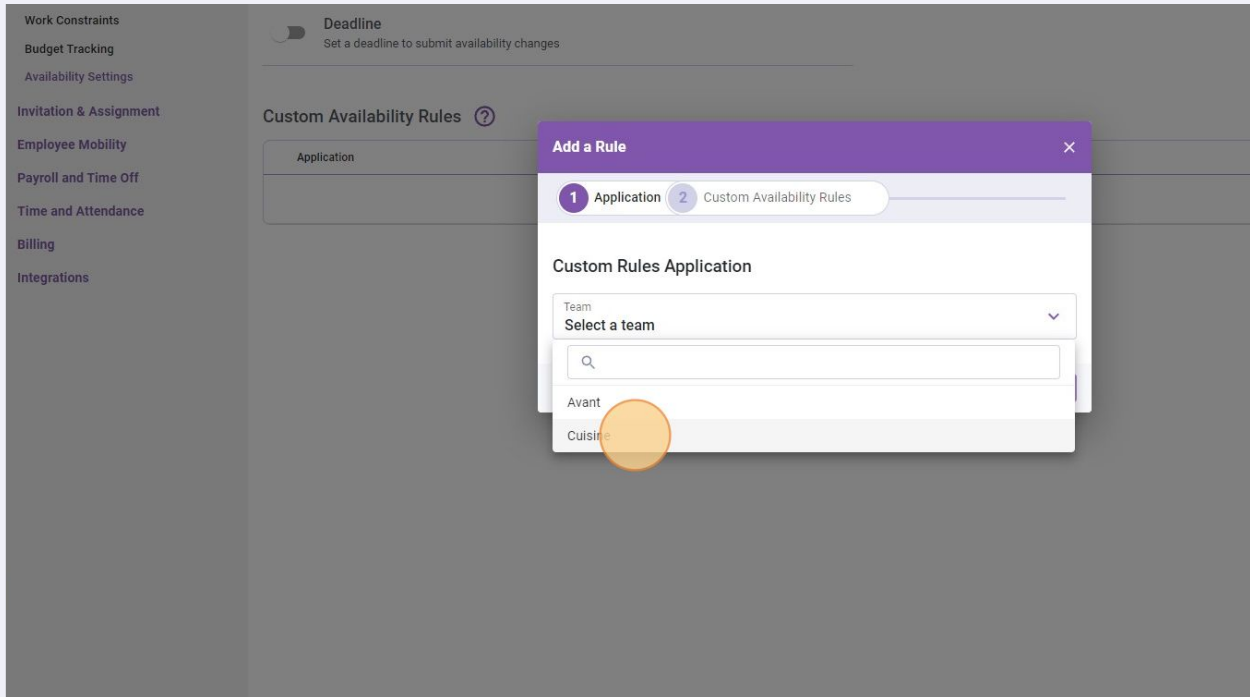 Work Constraints
Budget Tracking
Availability Settings
Invitation & Assignment
Employee Mobility
Payroll and Time Off
Time and Attendance
Billing
Integrations
Deadline
Set a deadline to submit availability changes
Custom Availability Rules ?
Application
Add a Rule
1 Application 2 Custom Availability Rules
Custom Rules Application
Team
Select a team
Avant
Cuisine